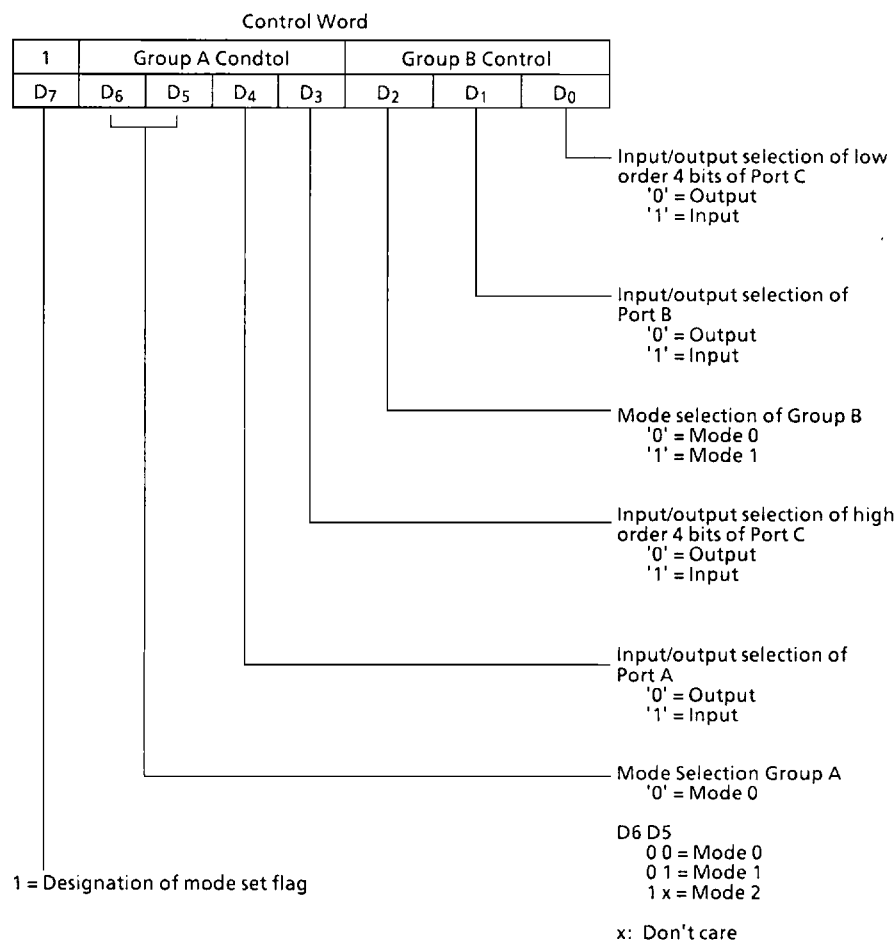 Control Word
1 Group A Condtol Group B Control
D7 D6 D5 D4 D3 D2 D1 D0
Input/output selection of low
order 4 bits of Port C
'0' = Output
'1' = Input
Input/output selection of
Port B
'0' = Output
'1' = Input
Mode selection of Group B
'0' = Mode 0
'1' = Mode 1
Input/output selection of high
order 4 bits of Port C
'0' = Output
'1' = Input
Input/output selection of
Port A
'0' = Output
'1' = Input
Mode Selection Group A
'0' = Mode 0
D6 D5
0 0 = Mode 0
0 1 = Mode 1
1 x = Mode 2
x: Don't care
1 = Designation of mode set flag